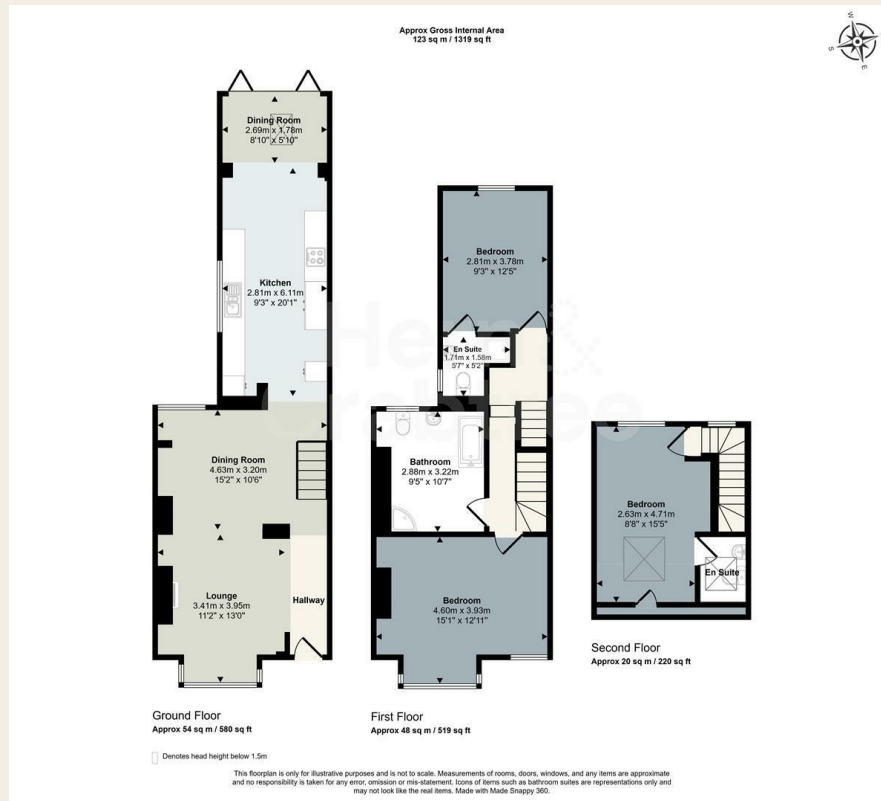 Approx Gross Internal Area
123 sq m / 1319 sq ft
W
S
E
Dining Room
2.69m x 1.78m
8'10" x 5'10"
Kitchen
2.81m x 6.11m
9'3" x 20'1"
Dining Room
4.63m x 3.20m
15'2" x 10'6"
Lounge
3.41m x 3.95m
11'2" x 13'0"
Hallway
Ground Floor
Approx 54 sq m / 580 sq ft
Denotes head height below 1.5m
Bedroom
2.81m x 3.78m
9'3" x 12'5"
En Suite
1.71m x 1.58m
5'7" x 5'2"
Bathroom
2.88m x 3.22m
9'5" x 10'7"
Bedroom
4.60m x 3.93m
15'1" x 12'11"
First Floor
Approx 48 sq m / 519 sq ft
Bedroom
2.63m x 4.71m
8'8" x 15'5"
En Suite
Second Floor
Approx 20 sq m / 220 sq ft
Hern &
Crabtree
This floorplan is only for illustrative purposes and is not to scale. Measurements of rooms, doors, windows, and any items are approximate
and no responsibility is taken for any error, omission or mis-statement. Icons of items such as bathroom suites are representations only and
may not look like the real items. Made with Made Snappy 360.